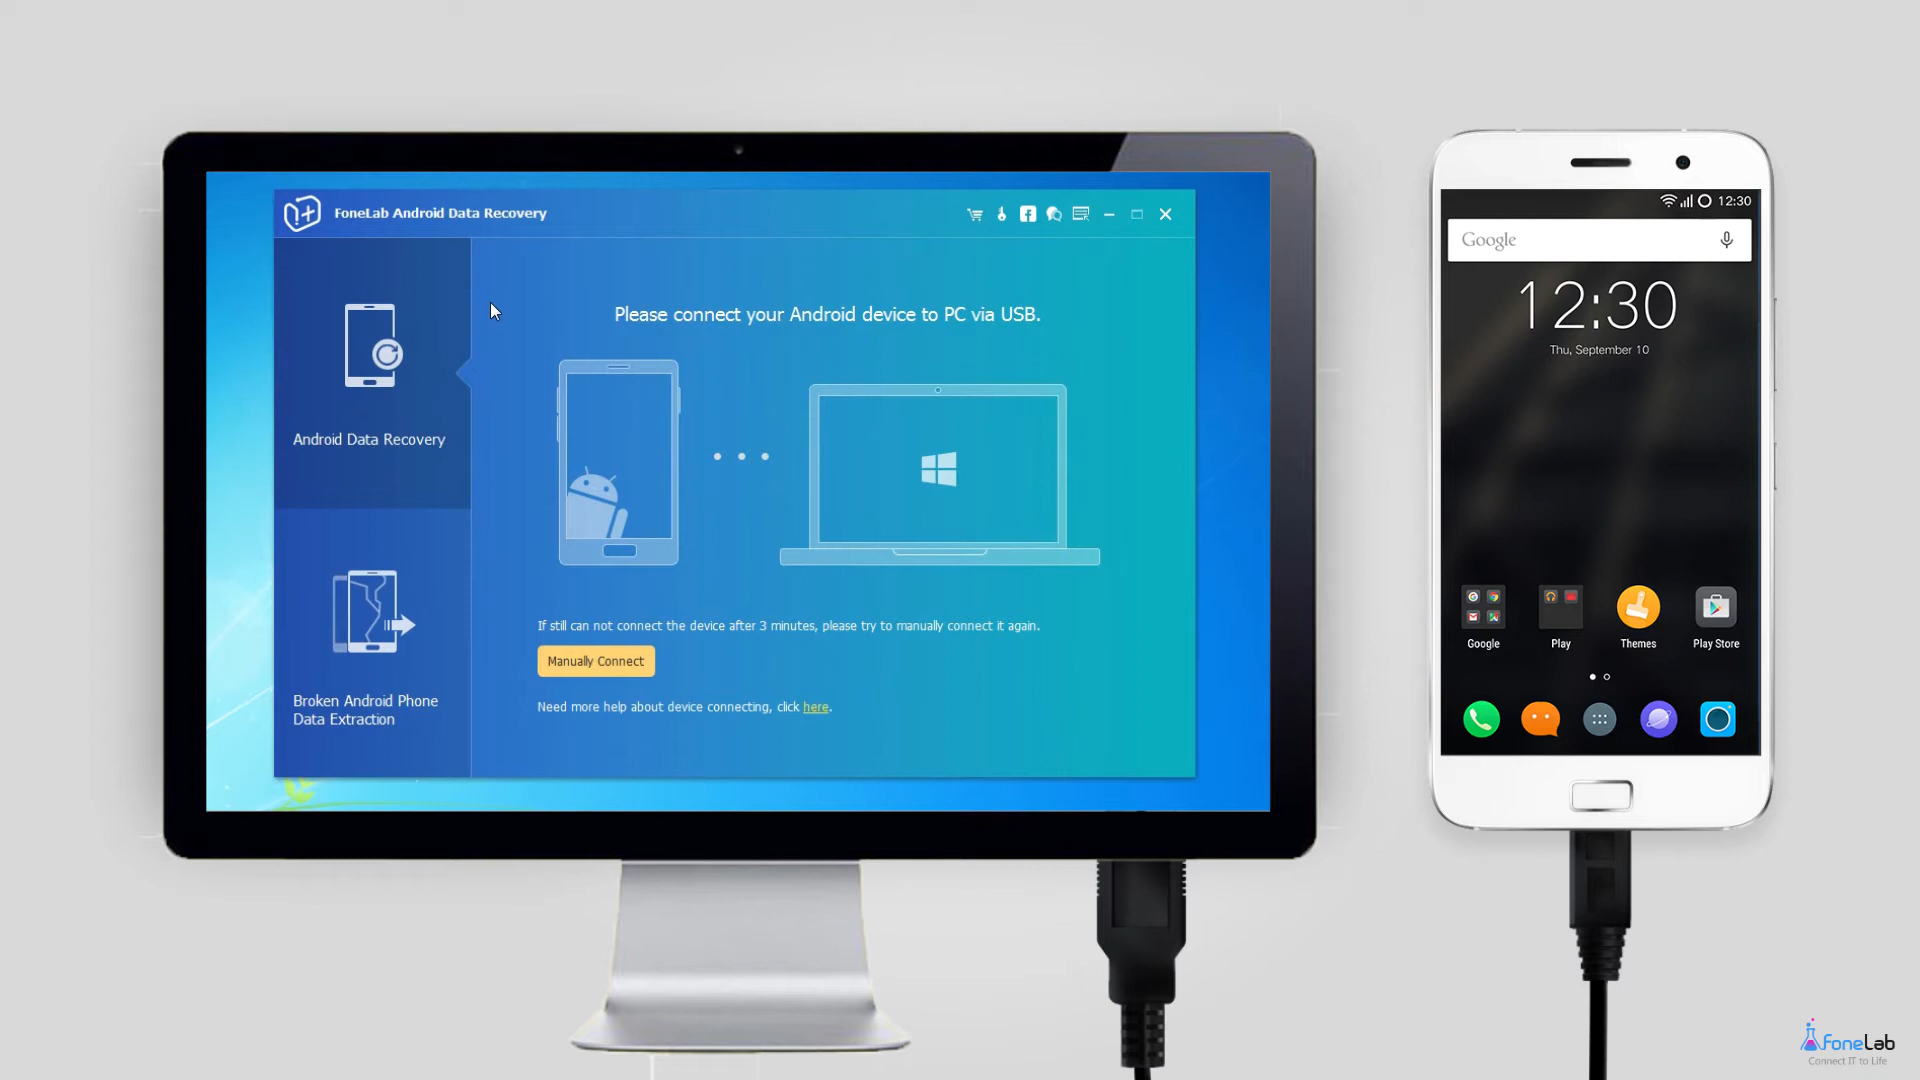 FoneLab Android Data Recovery
Please connect your Android device to PC via USB.
Android Data Recovery
Broken Android Phone
Data Extraction
If still can not connect the device after 3 minutes, please try to manually connect it again.
Manually Connect
Need more help about device connecting, click here.
12:30
Google
12:30
Thu, September 10
Google
Play
Themes
Play Store
FoneLab
Connect IT to Life